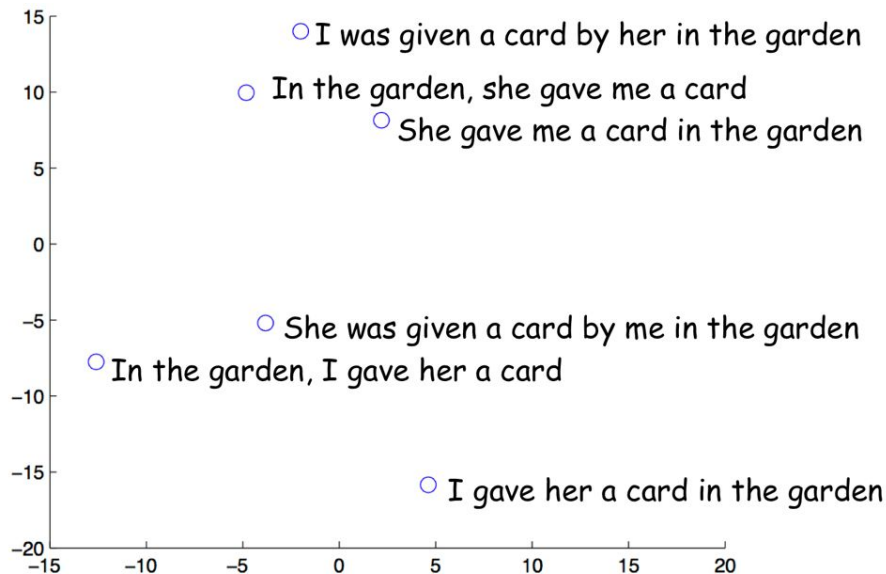 15
I was given a card by her in the garden
10
In the garden, she gave me a card
She gave me a card in the garden
5
0
−5
She was given a card by me in the garden
In the garden, I gave her a card
−10
−15
I gave her a card in the garden
−20
−15 −10 −5 0 5 10 15 20